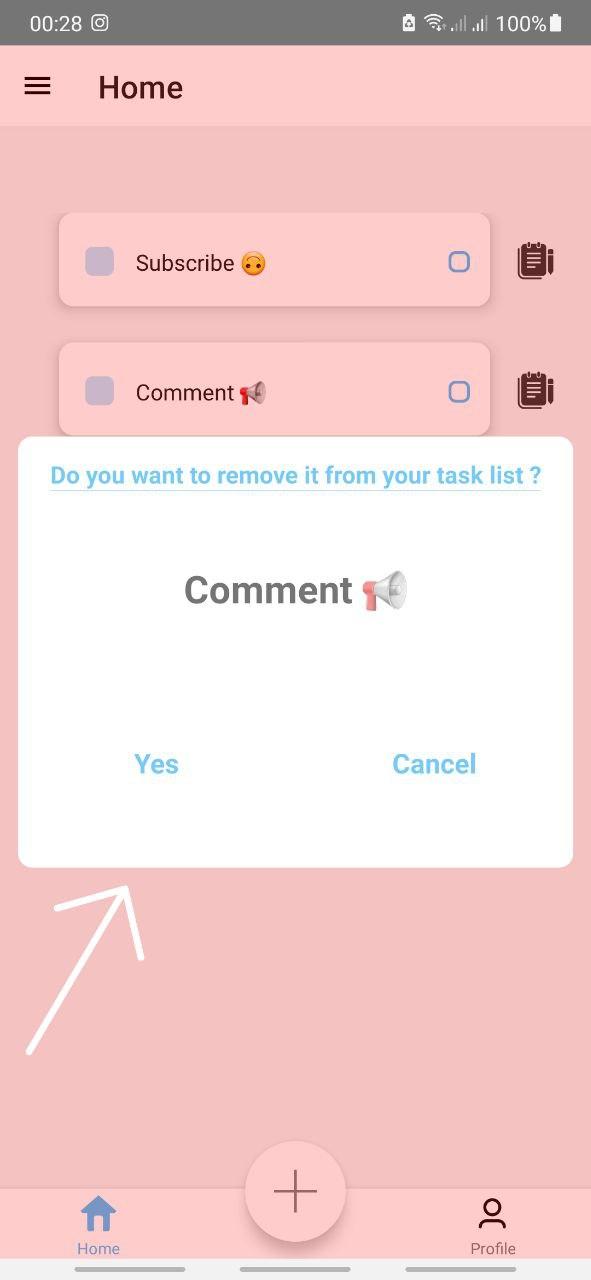 00:28 100%
Home
Subscribe 🙃
Comment 📢
Do you want to remove it from your task list ?
Comment 📢
Yes Cancel
Home Profile